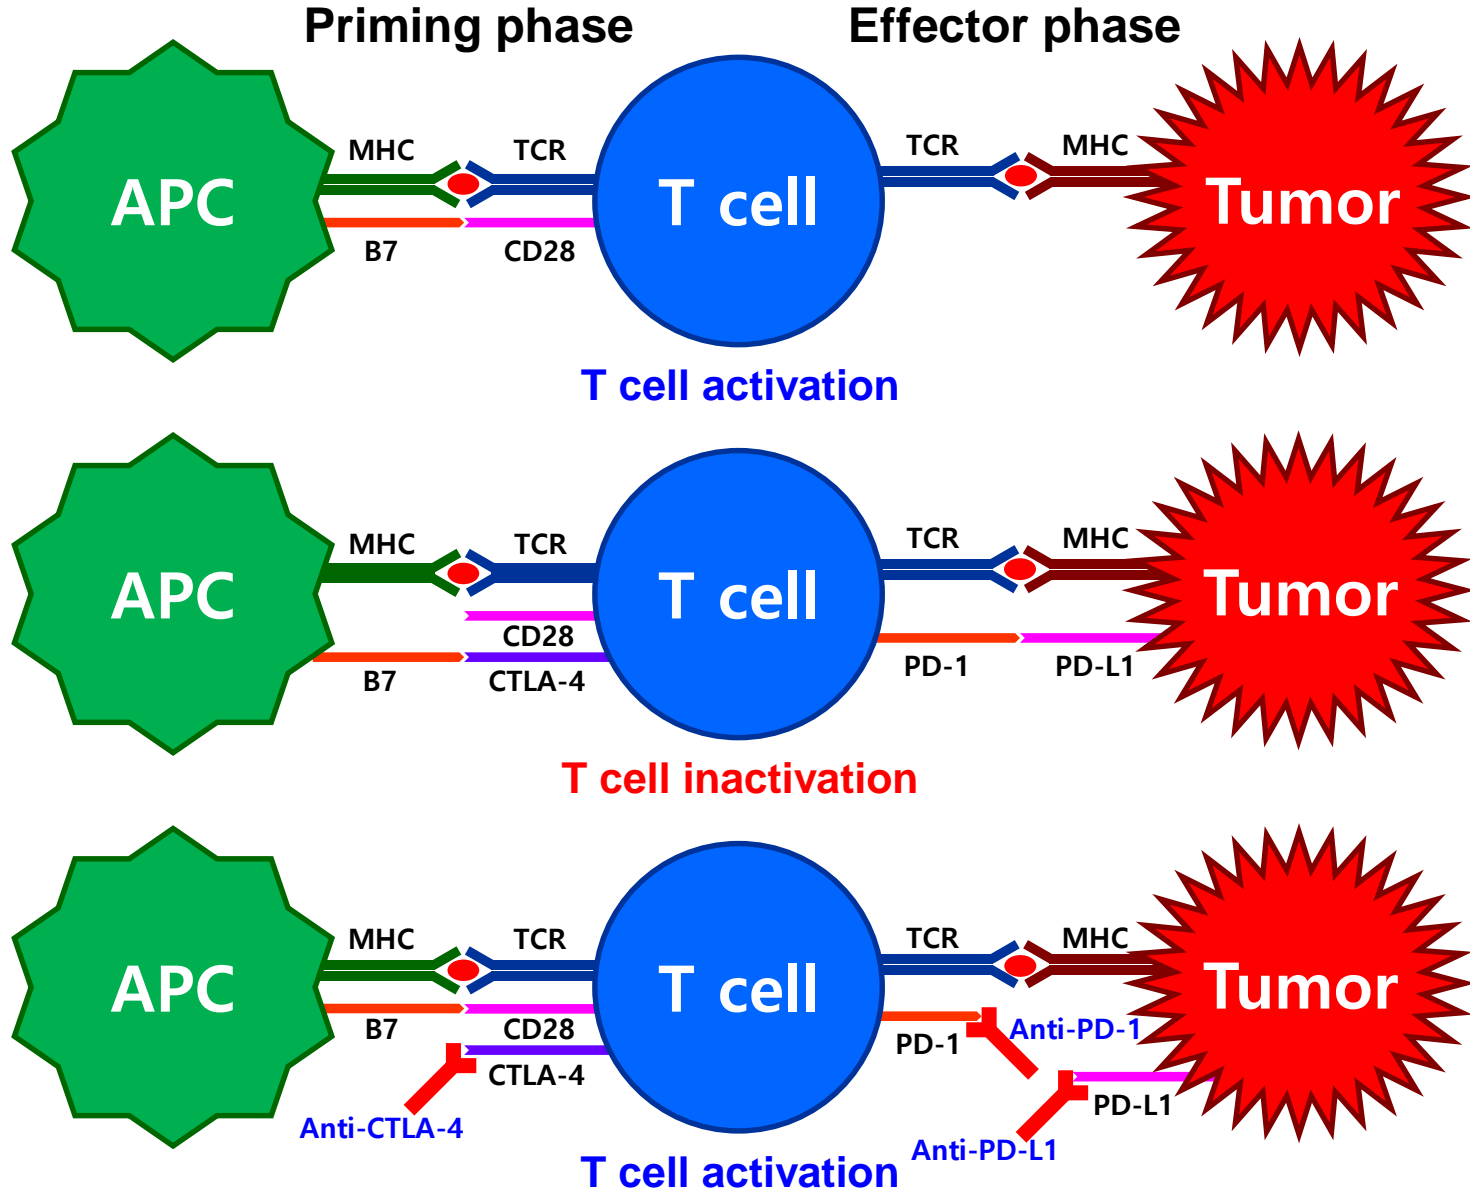 Priming phase Effector phase
MHC TCR TCR MHC
APC T cell Tumor
B7 CD28
T cell activation
MHC TCR TCR MHC
APC T cell Tumor
CD28
B7 CTLA-4 PD-1 PD-L1
T cell inactivation
MHC TCR TCR MHC
APC T cell Tumor
B7 CD28 PD-1 Anti-PD-1
CTLA-4 PD-L1
Anti-CTLA-4 Anti-PD-L1
T cell activation